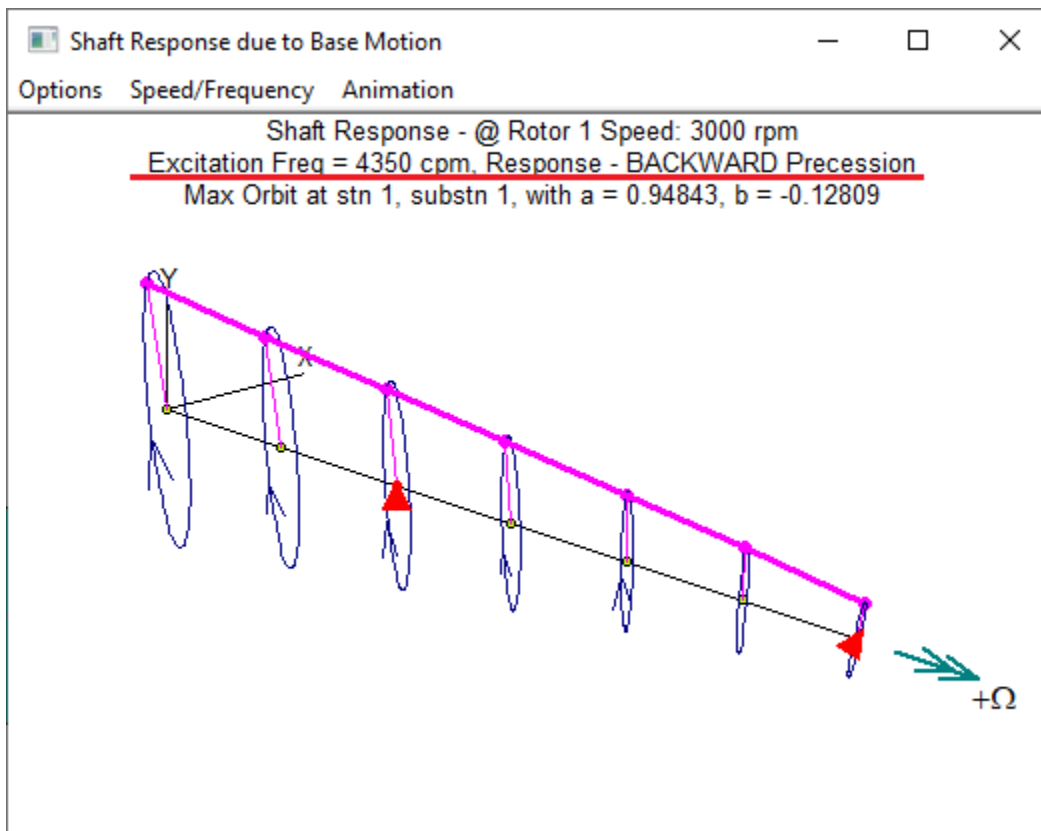 Shaft Response due to Base Motion
Options Speed/Frequency Animation
Shaft Response - @ Rotor 1 Speed: 3000 rpm
Excitation Freq = 4350 cpm, Response - BACKWARD Precession
Max Orbit at stn 1, substn 1, with a = 0.94843, b = -0.12809
Y
X
+Ω